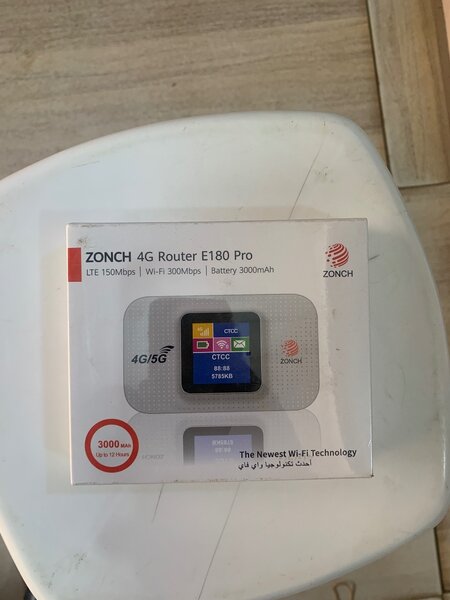 ZONCH 4G Router E180 Pro
LTE 150Mbps | Wi-Fi 300Mbps | Battery 3000mAh
ZONCH
4G
CTCC
CTCC
88:88
5785KB
4G/5G
ZONCH
3000 MAh
Up to 12 Hours
The Newest Wi-Fi Technology
أحدث تكنولوجيا واي فاي